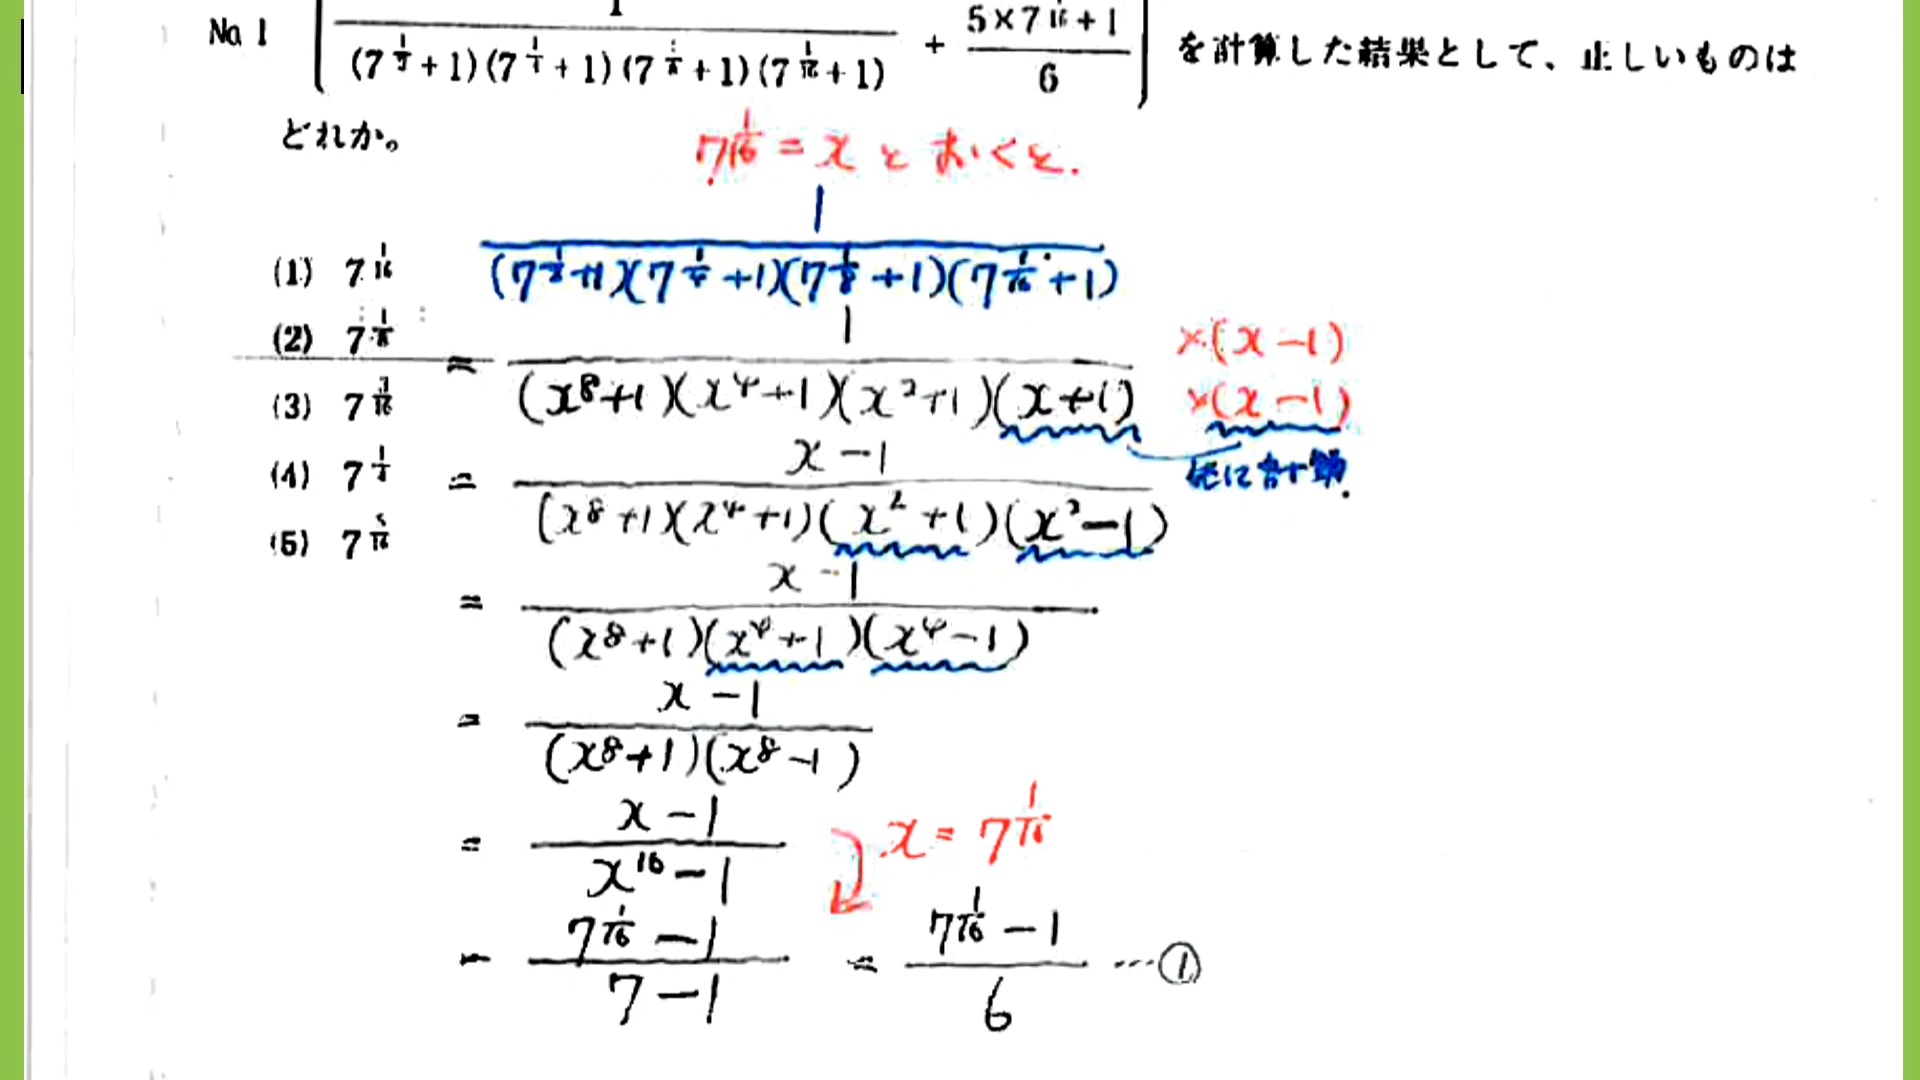 No. 1 [ 1/((7^{1/2}+1)(7^{1/4}+1)(7^{1/8}+1)(7^{1/16}+1)) + (5×7^{1/16}+1)/6 ] を計算した結果として、正しいものは
どれか。
7^{1/16} = x とおくと.
(1) 7^{1/16}
(2) 7^{1/8}
(3) 7^{3/16}
(4) 7^{1/4}
(5) 7^{5/16}
1/((7^{1/2}+1)(7^{1/4}+1)(7^{1/8}+1)(7^{1/16}+1))
= 1/((x^8+1)(x^4+1)(x^2+1)(x+1)) ×(x−1) ×(x−1)
先に計算.
= (x−1)/((x^8+1)(x^4+1)(x^2+1)(x^2−1))
= (x−1)/((x^8+1)(x^4+1)(x^4−1))
= (x−1)/((x^8+1)(x^8−1))
= (x−1)/(x^16−1) x = 7^{1/16}
= (7^{1/16}−1)/(7−1) = (7^{1/16}−1)/6 …①